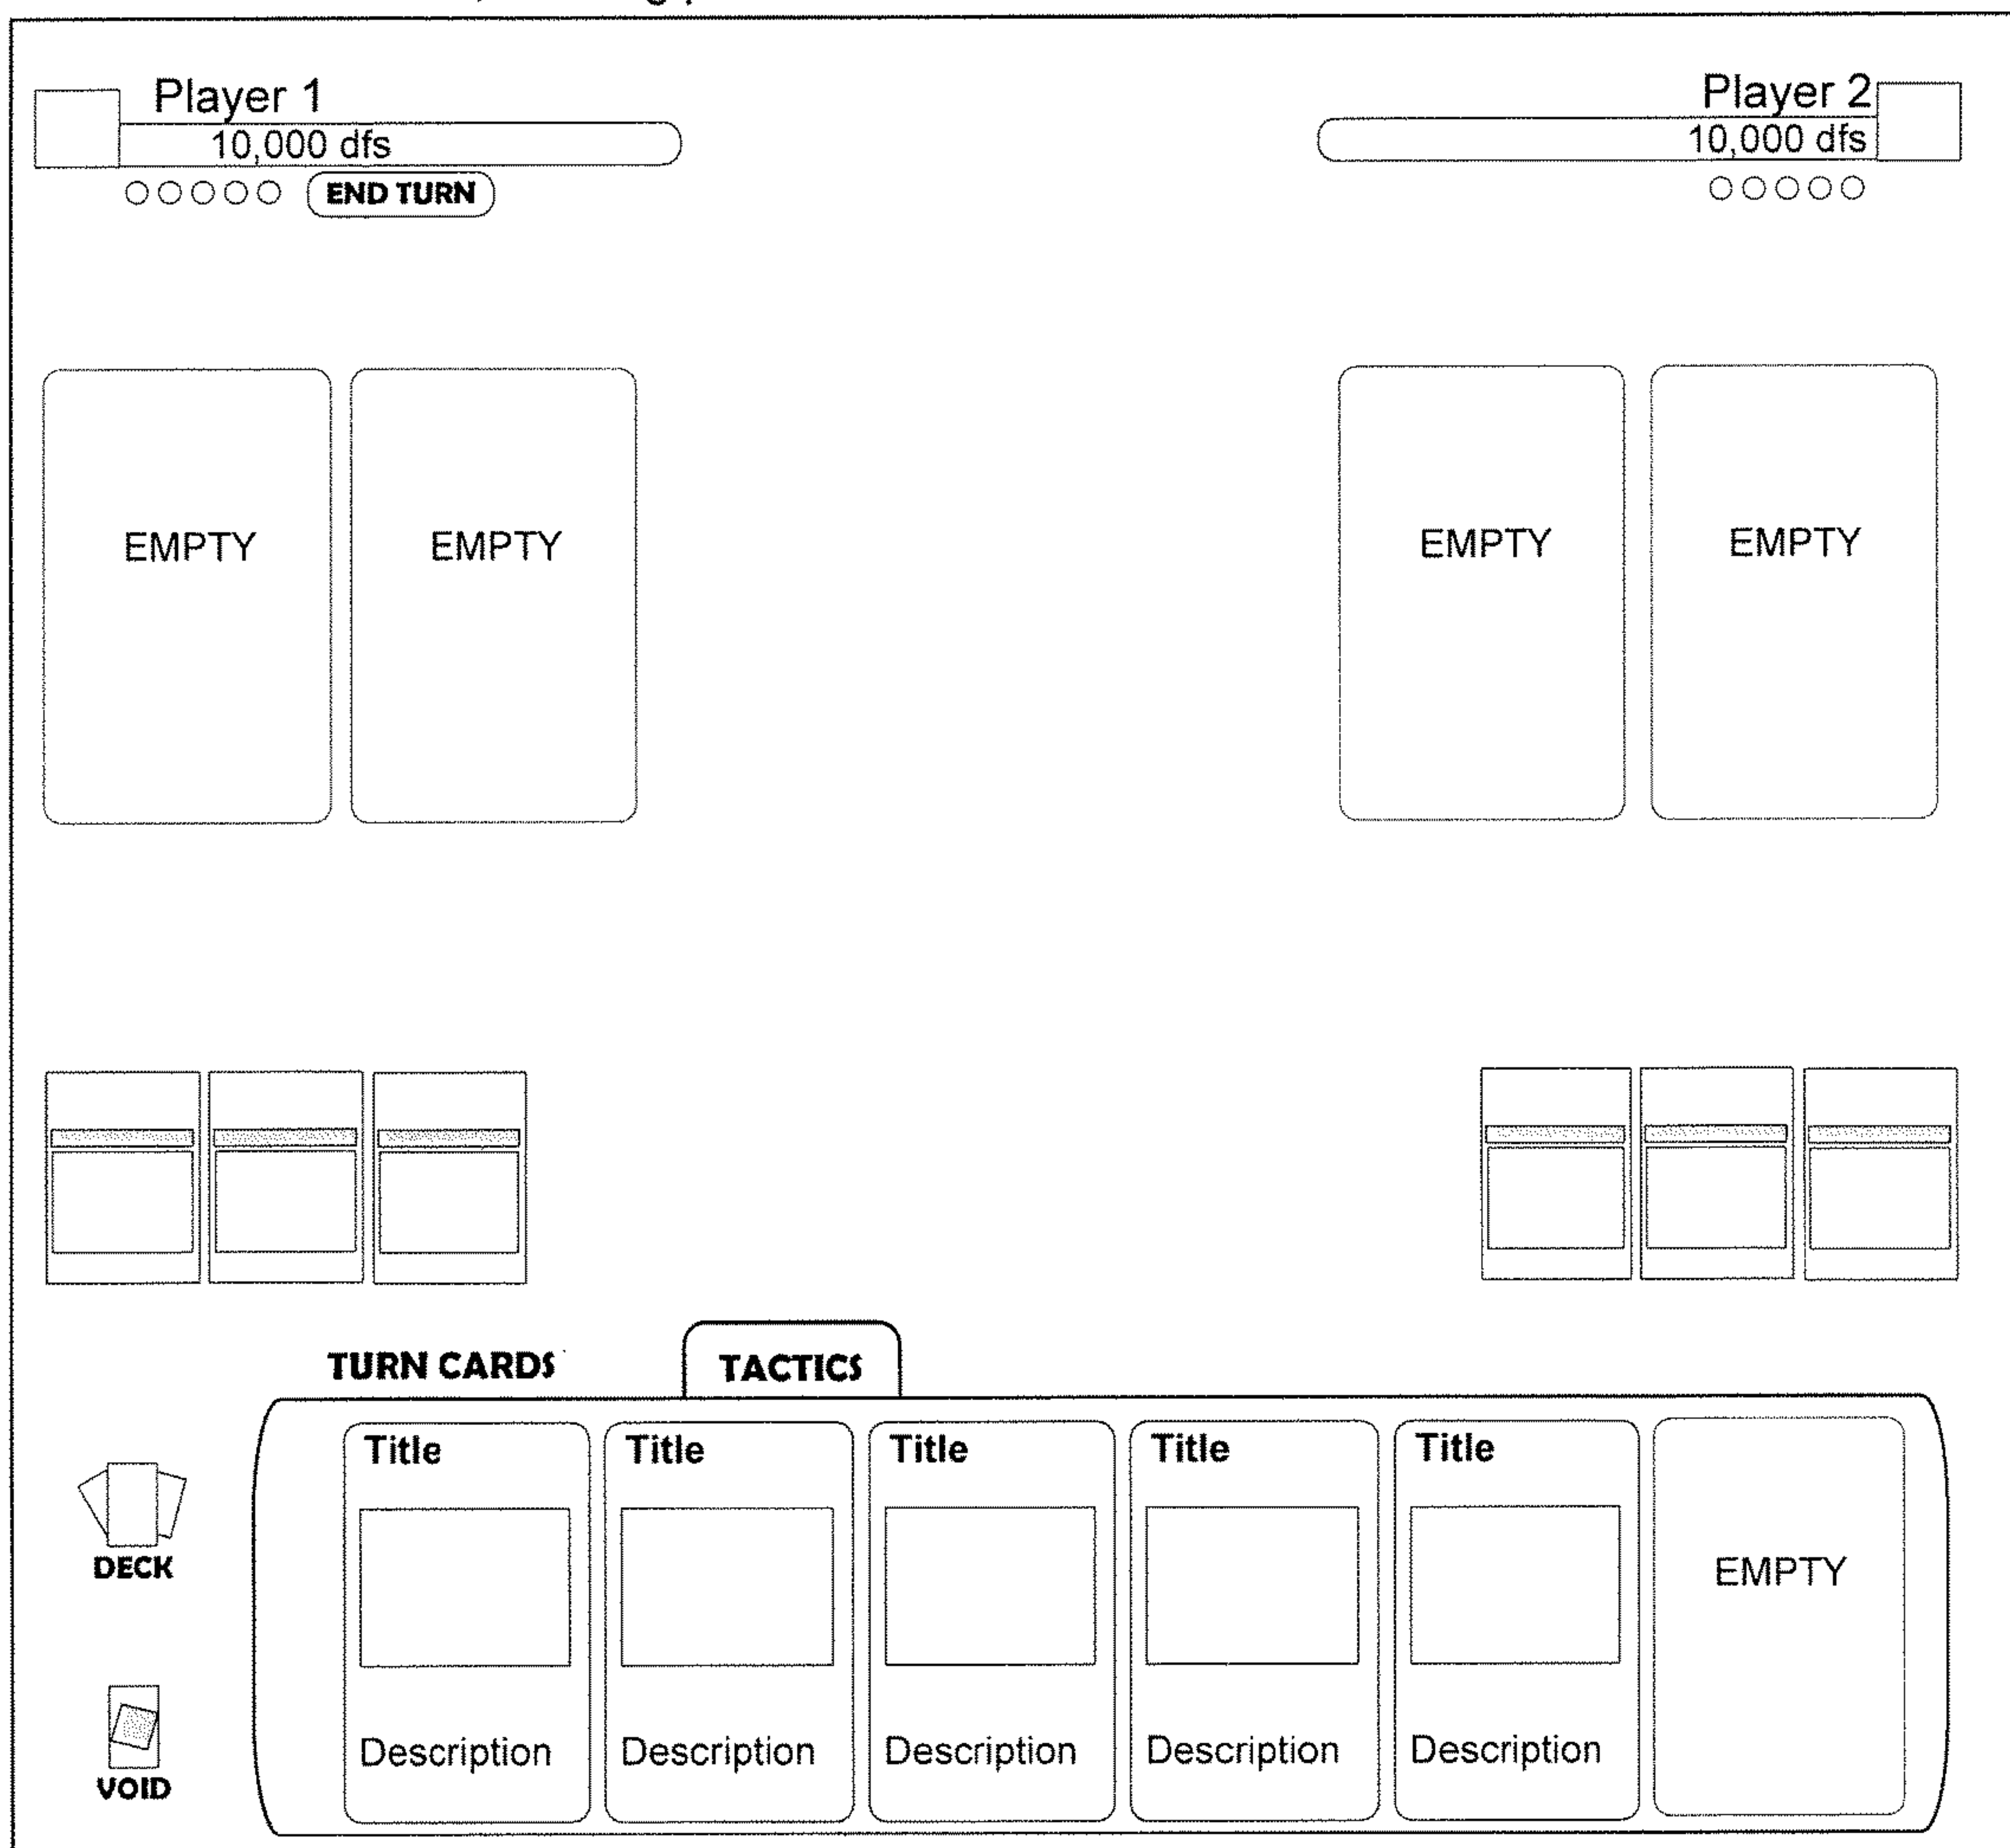 Player 1
10,000 dfs
END TURN
Player 2
10,000 dfs
EMPTY EMPTY EMPTY EMPTY
TURN CARDS TACTICS
Title Title Title Title Title
EMPTY
DECK
Description Description Description Description Description
VOID